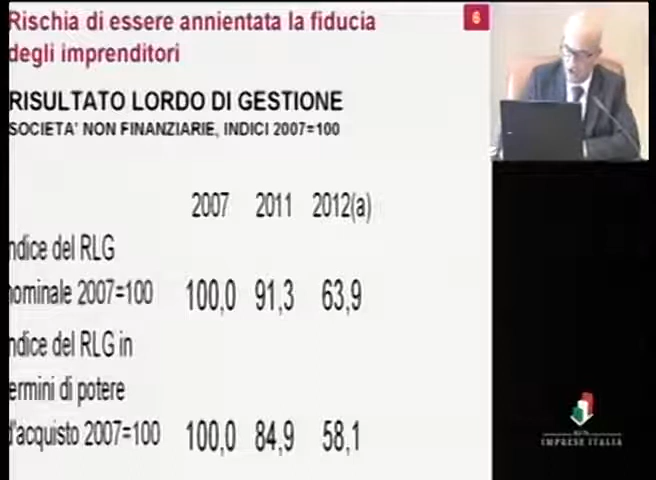 Rischia di essere annientata la fiducia
degli imprenditori
6
RISULTATO LORDO DI GESTIONE
SOCIETA' NON FINANZIARIE, INDICI 2007=100
2007 2011 2012(a)
ndice del RLG
nominale 2007=100 100,0 91,3 63,9
ndice del RLG in
ermini di potere
d'acquisto 2007=100 100,0 84,9 58,1
IMPRESE ITALIA